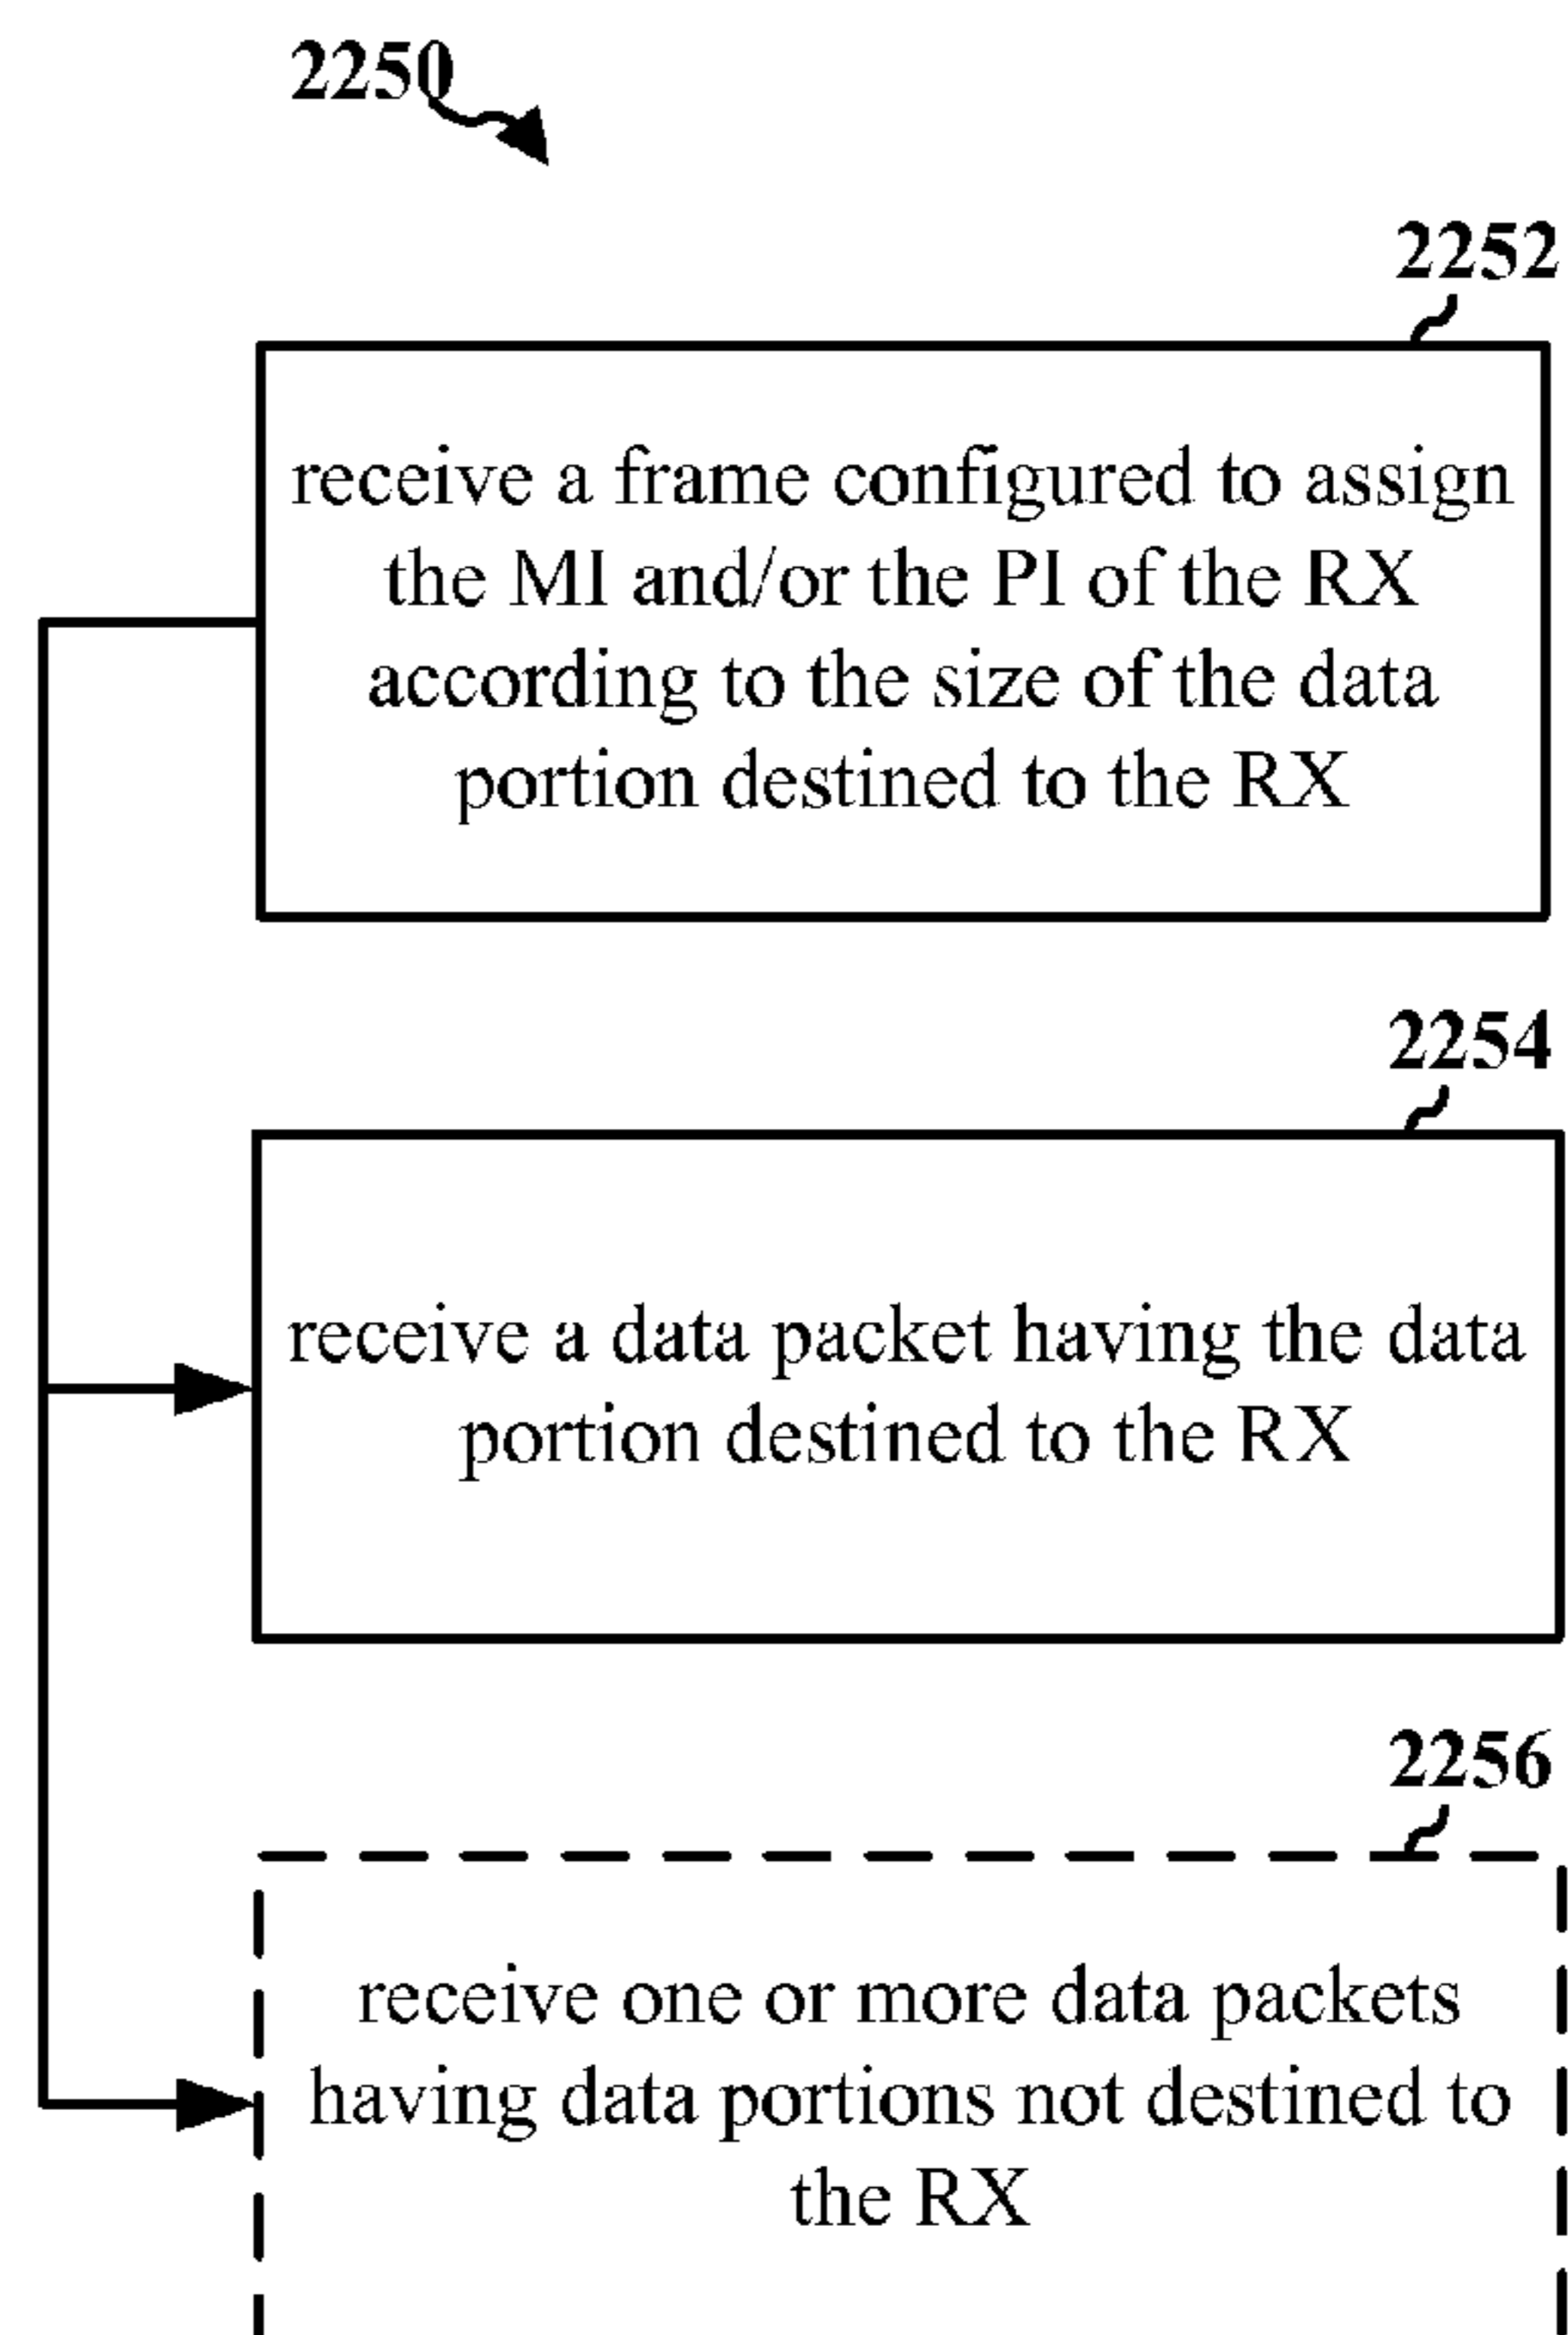 2250
2252
receive a frame configured to assign
the MI and/or the PI of the RX
according to the size of the data
portion destined to the RX
2254
receive a data packet having the data
portion destined to the RX
2256
receive one or more data packets
having data portions not destined to
the RX